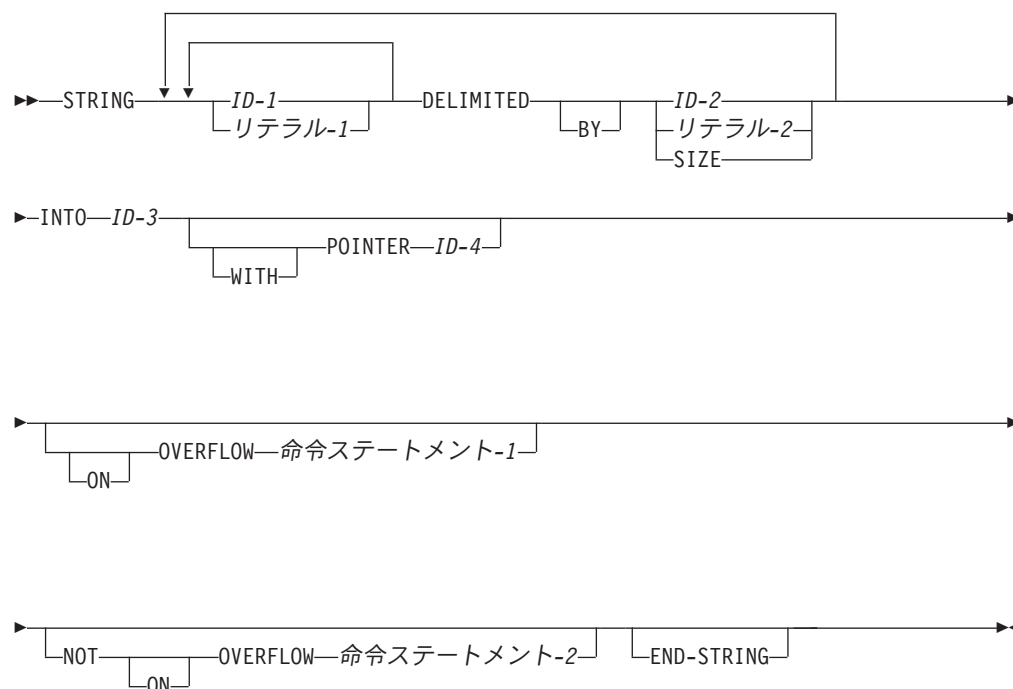 STRING ID-1 DELIMITED ID-2
リテラル-1 BY リテラル-2
SIZE
INTO ID-3
POINTER ID-4
WITH
OVERFLOW 命令ステートメント-1
ON
NOT OVERFLOW 命令ステートメント-2 END-STRING
ON